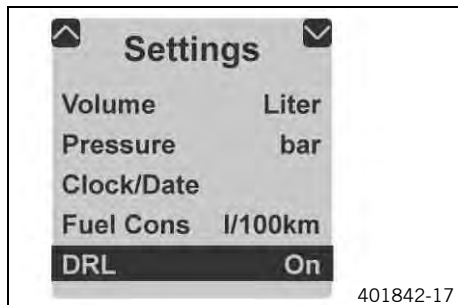 Settings
Volume Liter
Pressure bar
Clock/Date
Fuel Cons l/100km
DRL On
401842-17